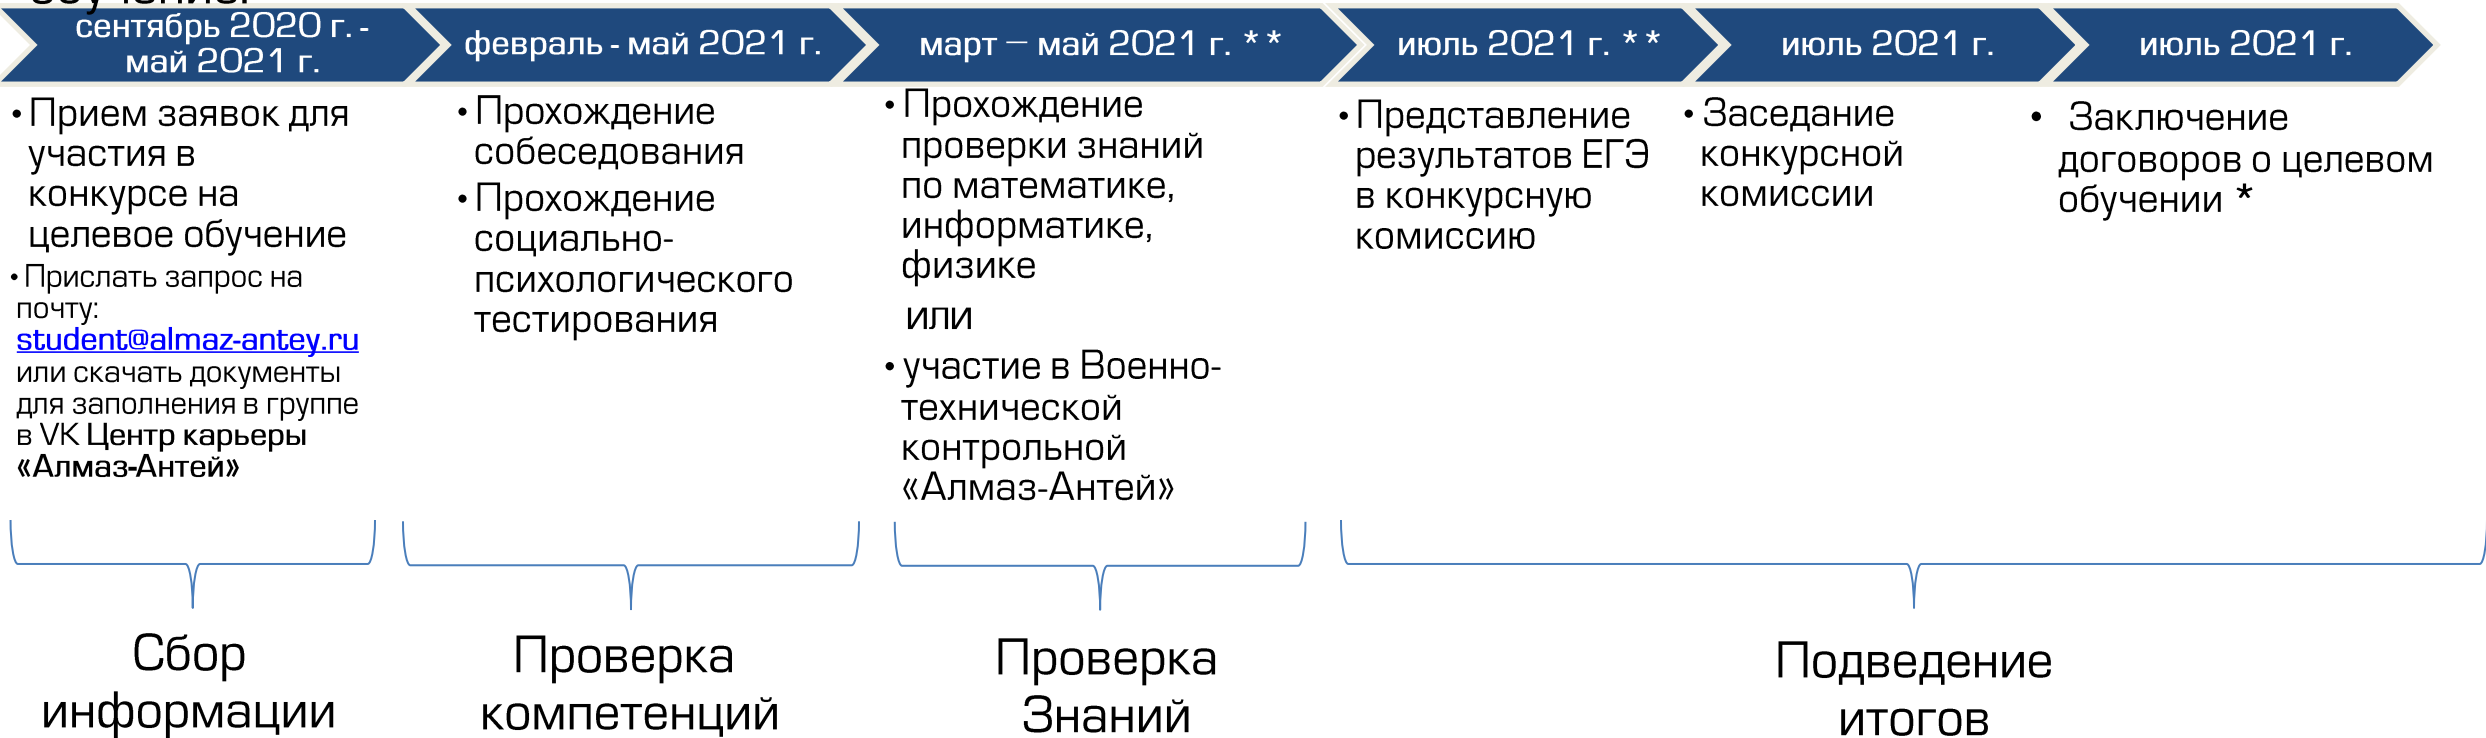 сентябрь 2020 г. -
май 2021 г.
февраль - май 2021 г.
март – май 2021 г. **
июль 2021 г. **
июль 2021 г.
июль 2021 г.
• Прием заявок для
участия в
конкурсе на
целевое обучение
• Прислать запрос на
почту:
student@almaz-antey.ru
или скачать документы
для заполнения в группе
в VK Центр карьеры
«Алмаз-Антей»
• Прохождение
собеседования
• Прохождение
социально-
психологического
тестирования
• Прохождение
проверки знаний
по математике,
информатике,
физике
или
• участие в Военно-
технической
контрольной
«Алмаз-Антей»
• Представление
результатов ЕГЭ
в конкурсную
комиссию
• Заседание
конкурсной
комиссии
• Заключение
договоров о целевом
обучении *
Сбор
информации
Проверка
компетенций
Проверка
Знаний
Подведение
итогов